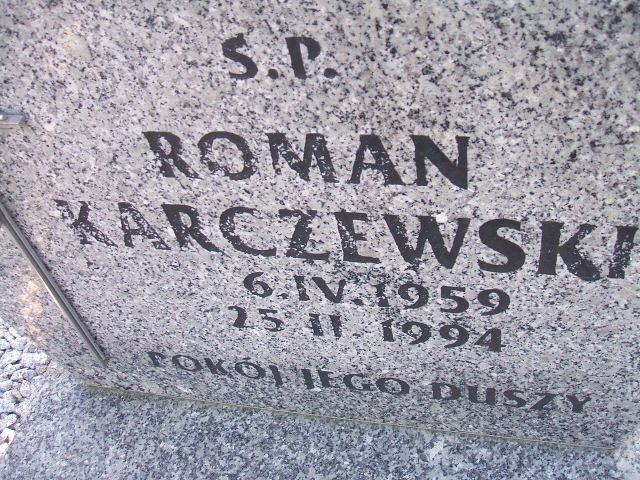 Ś.P.
ROMAN
KARCZEWSKI
6.IV.1959
25 II 1994
POKÓJ JEGO DUSZY